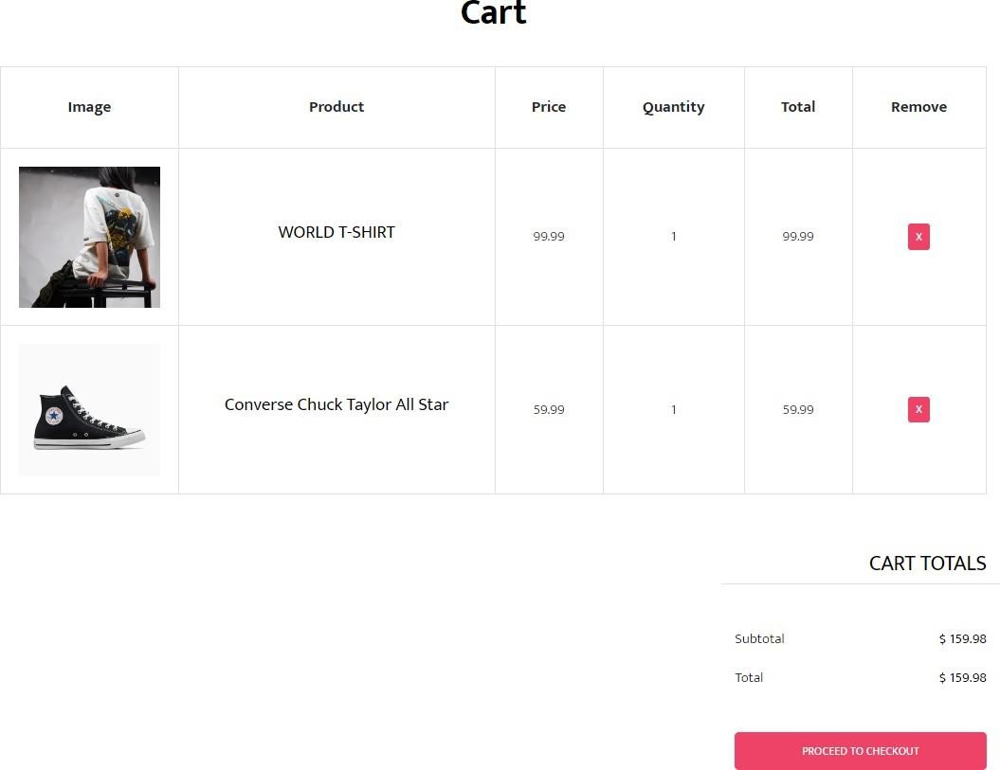 Cart
Image Product Price Quantity Total Remove
WORLD T-SHIRT 99.99 1 99.99 X
Converse Chuck Taylor All Star 59.99 1 59.99 X
CART TOTALS
Subtotal $ 159.98
Total $ 159.98
PROCEED TO CHECKOUT